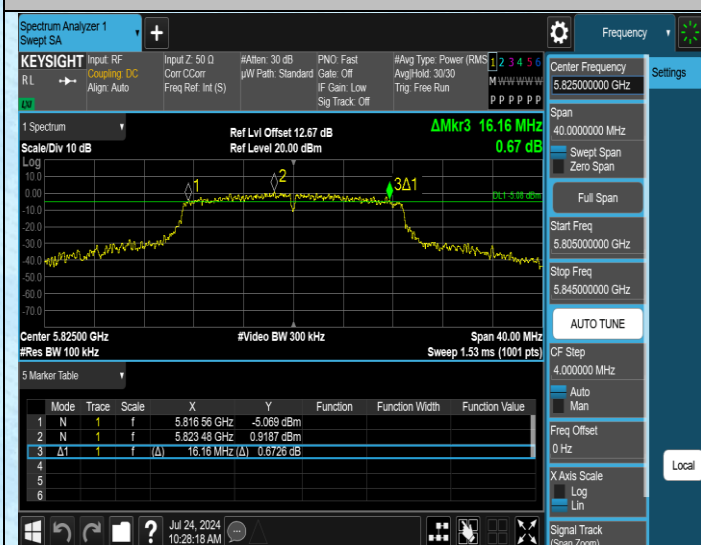 Spectrum Analyzer 1
Swept SA
+
Frequency
KEYSIGHT
RL
LXI
Input: RF
Coupling: DC
Align: Auto
Input Z: 50 Ω
Corr CCorr
Freq Ref: Int (S)
#Atten: 30 dB
µW Path: Standard
PNO: Fast
Gate: Off
IF Gain: Low
Sig Track: Off
#Avg Type: Power (RMS
Avg|Hold: 30/30
Trig: Free Run
1 2 3 4 5 6
M W W W W W
P P P P P P
1 Spectrum
Scale/Div 10 dB
Ref Lvl Offset 12.67 dB
Ref Level 20.00 dBm
ΔMkr3 16.16 MHz
0.67 dB
Log
10.0
0.00
-10.0
-20.0
-30.0
-40.0
-50.0
-60.0
-70.0
1
2
3Δ1
DL1 -5.08 dBm
Center 5.82500 GHz
#Res BW 100 kHz
#Video BW 300 kHz
Span 40.00 MHz
Sweep 1.53 ms (1001 pts)
5 Marker Table
Mode Trace Scale X Y Function Function Width Function Value
1 N 1 f 5.816 56 GHz -5.069 dBm
2 N 1 f 5.823 48 GHz 0.9187 dBm
3 Δ1 1 f (Δ) 16.16 MHz (Δ) 0.6726 dB
4
5
6
?
Jul 24, 2024
10:28:18 AM
Center Frequency
5.825000000 GHz
Span
40.0000000 MHz
Swept Span
Zero Span
Full Span
Start Freq
5.805000000 GHz
Stop Freq
5.845000000 GHz
AUTO TUNE
CF Step
4.000000 MHz
Auto
Man
Freq Offset
0 Hz
X Axis Scale
Log
Lin
Signal Track
(Span Zoom)
Settings
Local